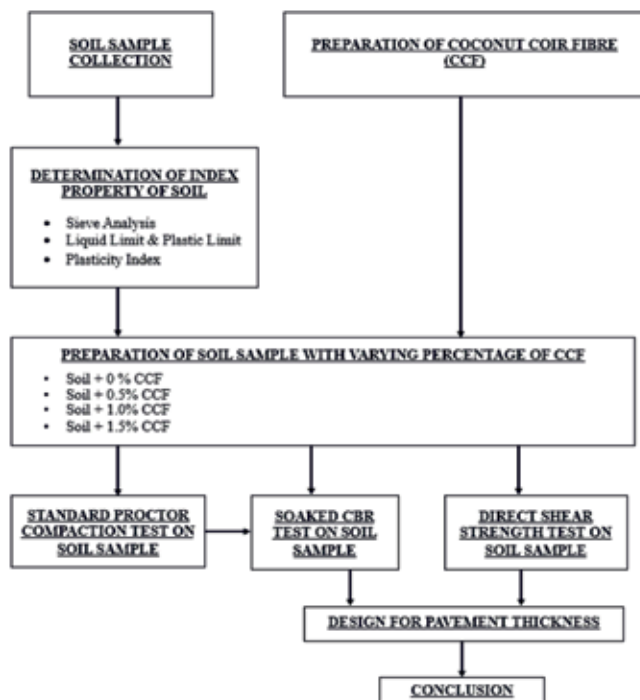 SOIL SAMPLE
COLLECTION
PREPARATION OF COCONUT COIR FIBRE
(CCF)
DETERMINATION OF INDEX
PROPERTY OF SOIL
• Sieve Analysis
• Liquid Limit & Plastic Limit
• Plasticity Index
PREPARATION OF SOIL SAMPLE WITH VARYING PERCENTAGE OF CCF
• Soil + 0 % CCF
• Soil + 0.5% CCF
• Soil + 1.0% CCF
• Soil + 1.5% CCF
STANDARD PROCTOR
COMPACTION TEST ON
SOIL SAMPLE
SOAKED CBR
TEST ON SOIL
SAMPLE
DIRECT SHEAR
STRENGTH TEST ON
SOIL SAMPLE
DESIGN FOR PAVEMENT THICKNESS
CONCLUSION